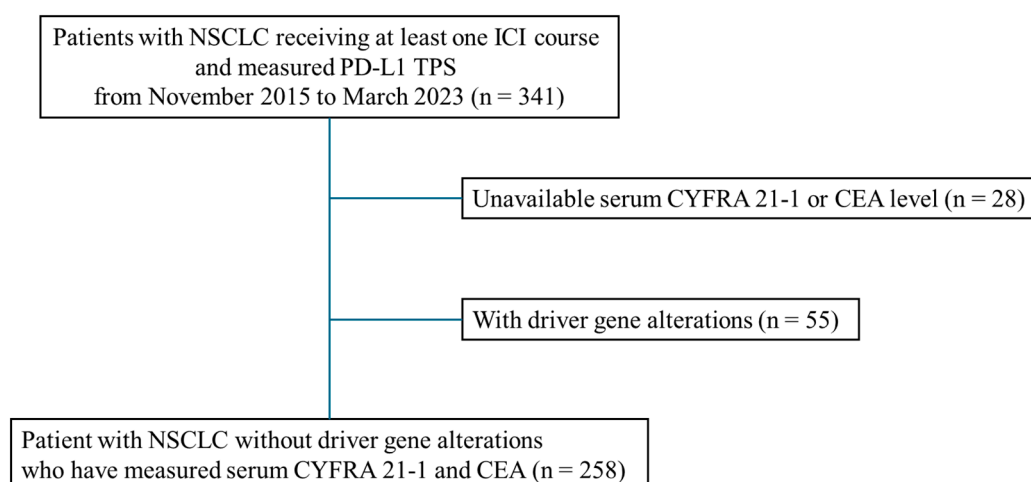 Patients with NSCLC receiving at least one ICI course
and measured PD-L1 TPS
from November 2015 to March 2023 (n = 341)
Unavailable serum CYFRA 21-1 or CEA level (n = 28)
With driver gene alterations (n = 55)
Patient with NSCLC without driver gene alterations
who have measured serum CYFRA 21-1 and CEA (n = 258)